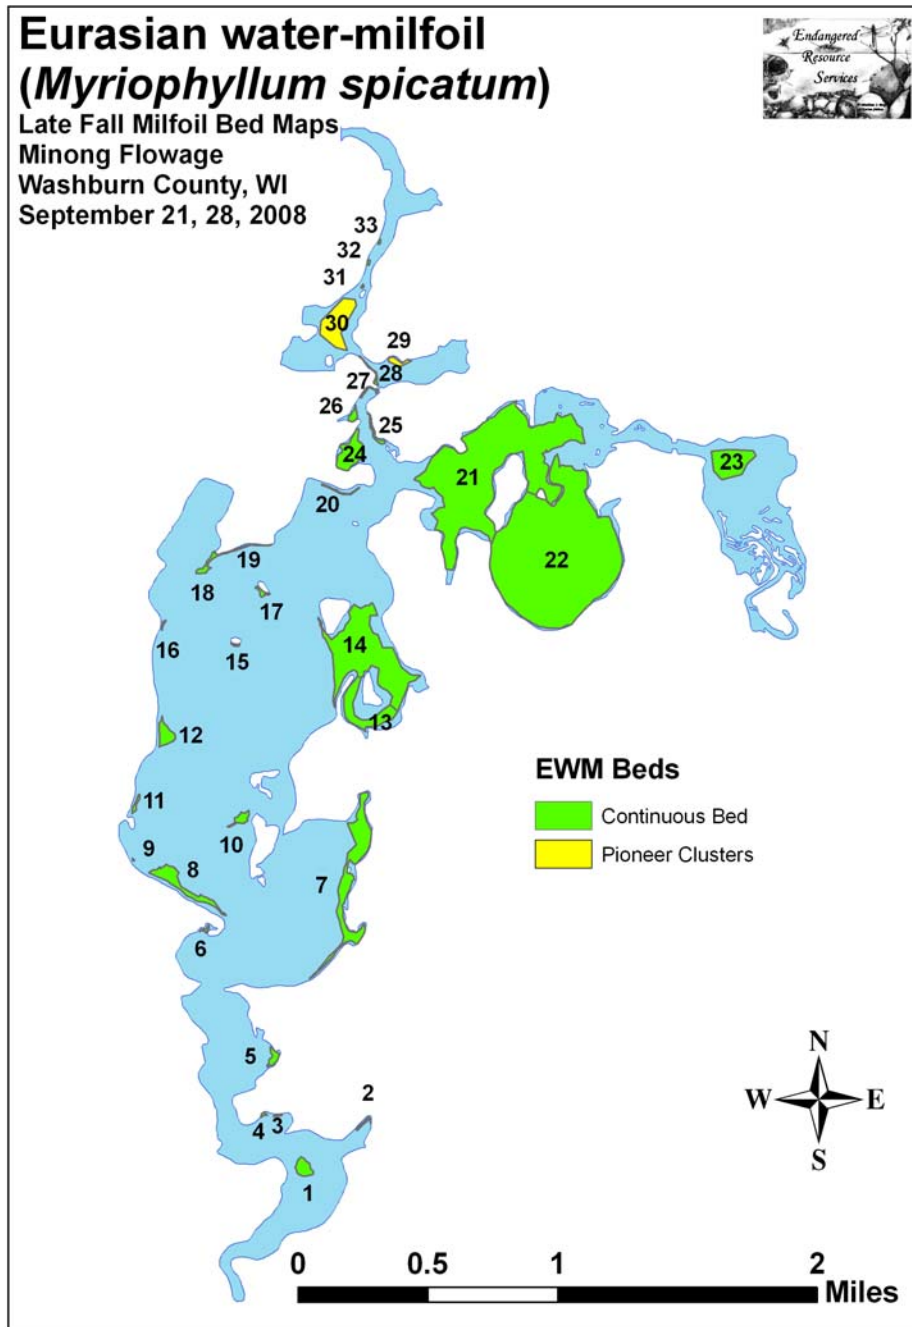 Eurasian water-milfoil
(Myriophyllum spicatum)
Late Fall Milfoil Bed Maps
Minong Flowage
Washburn County, WI
September 21, 28, 2008
Endangered
Resource
Services
33
32
31
30
29
28
27
26
25
24
23
21
22
20
19
18
17
16
15
14
13
12
11
10
9
8
7
6
5
4
3
2
1
EWM Beds
Continuous Bed
Pioneer Clusters
N
W E
S
0 0.5 1 2
Miles